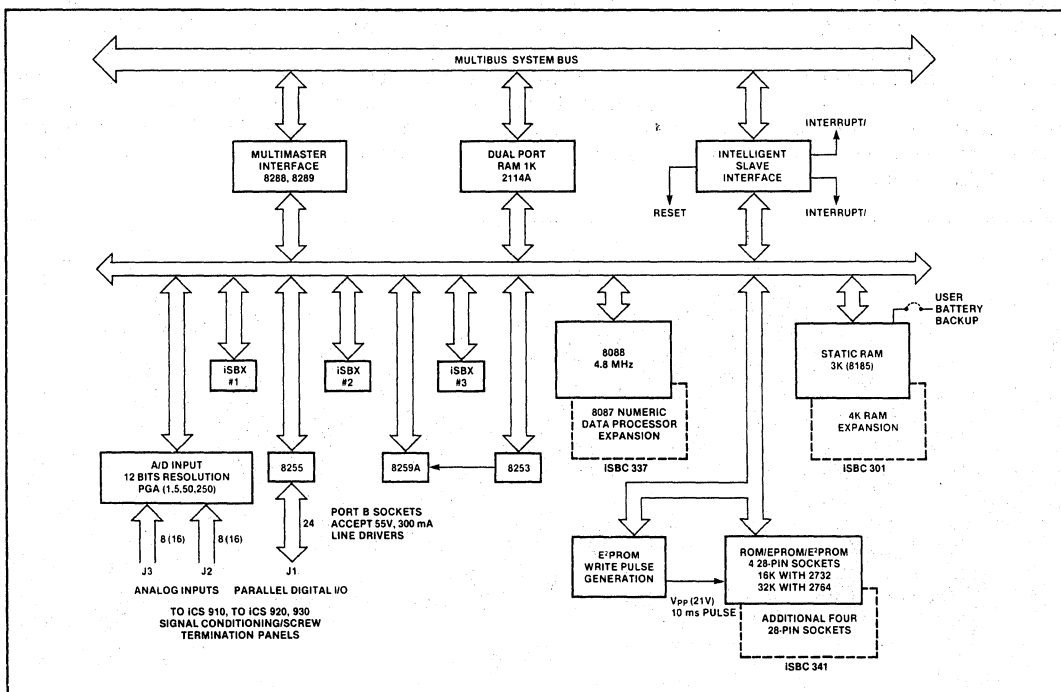 MULTIBUS SYSTEM BUS
MULTIMASTER
INTERFACE
8288, 8289
DUAL PORT
RAM 1K
2114A
INTELLIGENT
SLAVE
INTERFACE
INTERRUPT/
INTERRUPT/
RESET
iSBX
#1
iSBX
#2
iSBX
#3
8088
4.8 MHz
8087 NUMERIC
DATA PROCESSOR
EXPANSION
iSBC 337
USER
BATTERY
BACKUP
STATIC RAM
3K (8185)
4K RAM
EXPANSION
iSBC 301
A/D INPUT
12 BITS RESOLUTION
PGA (1.5,50,250)
8255
8259A
8253
8 (16)
8 (16)
24
PORT B SOCKETS
ACCEPT 55V, 300 mA
LINE DRIVERS
J3
J2
J1
ANALOG INPUTS
PARALLEL DIGITAL I/O
TO iCS 910, TO iCS 920, 930
SIGNAL CONDITIONING/SCREW
TERMINATION PANELS
E²PROM
WRITE PULSE
GENERATION
VPP (21V)
10 ms PULSE
ROM/EPROM/E²PROM
4 28-PIN SOCKETS
16K WITH 2732
32K WITH 2764
ADDITIONAL FOUR
28-PIN SOCKETS
iSBC 341